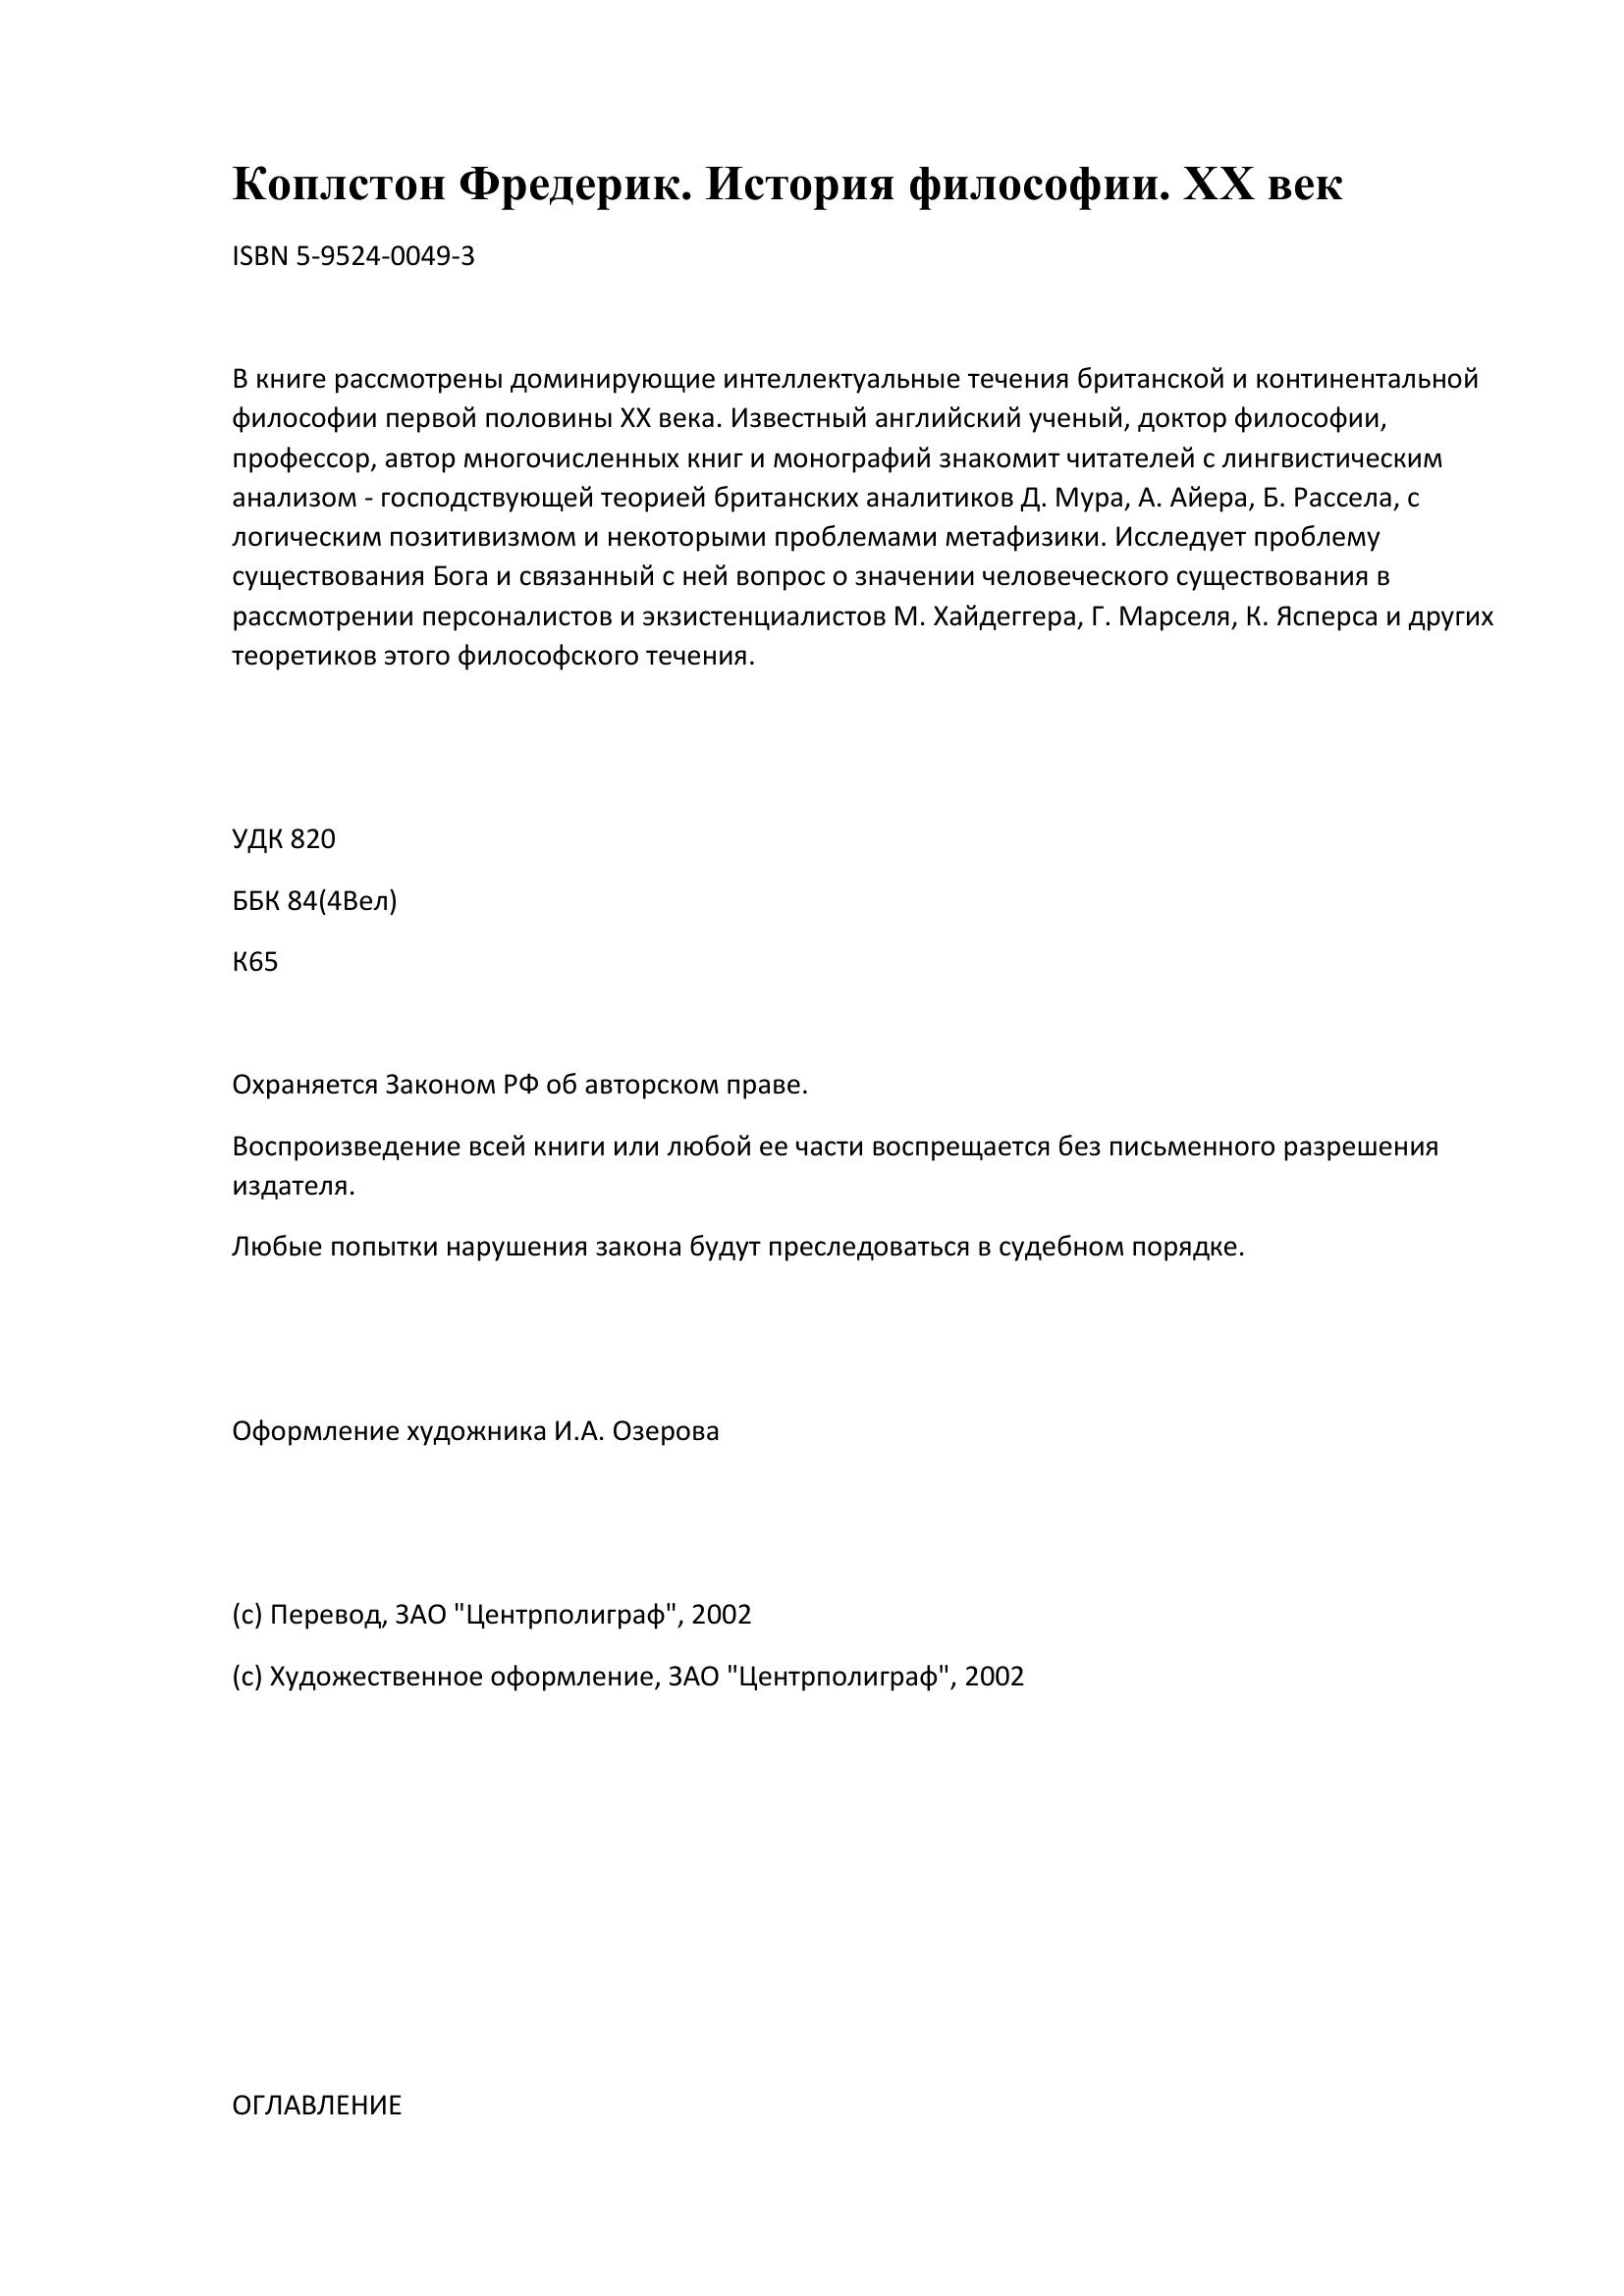 Коплстон Фредерик. История философии. XX век
ISBN 5-9524-0049-3
В книге рассмотрены доминирующие интеллектуальные течения британской и континентальной
философии первой половины XX века. Известный английский ученый, доктор философии,
профессор, автор многочисленных книг и монографий знакомит читателей с лингвистическим
анализом - господствующей теорией британских аналитиков Д. Мура, А. Айера, Б. Рассела, с
логическим позитивизмом и некоторыми проблемами метафизики. Исследует проблему
существования Бога и связанный с ней вопрос о значении человеческого существования в
рассмотрении персоналистов и экзистенциалистов М. Хайдеггера, Г. Марселя, К. Ясперса и других
теоретиков этого философского течения.
УДК 820
ББК 84(4Вел)
К65
Охраняется Законом РФ об авторском праве.
Воспроизведение всей книги или любой ее части воспрещается без письменного разрешения
издателя.
Любые попытки нарушения закона будут преследоваться в судебном порядке.
Оформление художника И.А. Озерова
(с) Перевод, ЗАО "Центрполиграф", 2002
(с) Художественное оформление, ЗАО "Центрполиграф", 2002
ОГЛАВЛЕНИЕ